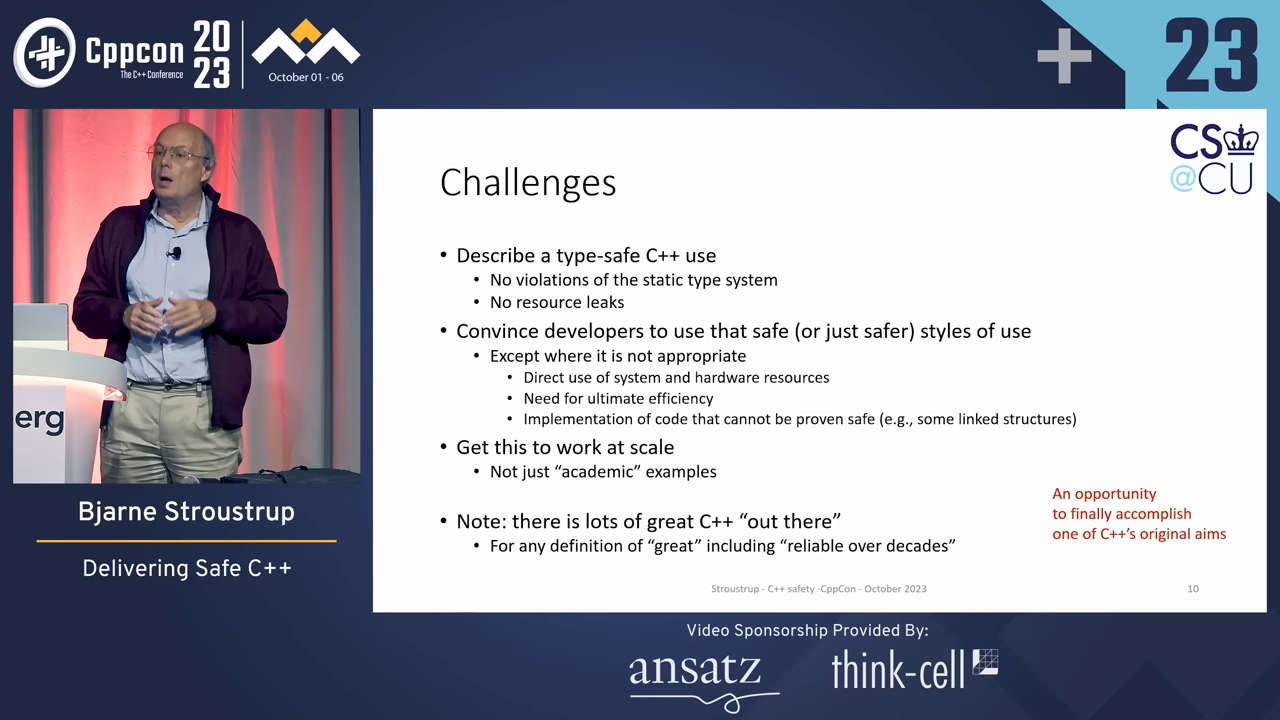 Cppcon
The C++ Conference
20
23
October 01 - 06
+ 23
CS
@CU
Challenges
• Describe a type-safe C++ use
• No violations of the static type system
• No resource leaks
• Convince developers to use that safe (or just safer) styles of use
• Except where it is not appropriate
• Direct use of system and hardware resources
• Need for ultimate efficiency
• Implementation of code that cannot be proven safe (e.g., some linked structures)
• Get this to work at scale
• Not just “academic” examples
• Note: there is lots of great C++ “out there”
• For any definition of “great” including “reliable over decades”
An opportunity
to finally accomplish
one of C++’s original aims
Stroustrup - C++ safety -CppCon - October 2023
10
erg
Bjarne Stroustrup
Delivering Safe C++
Video Sponsorship Provided By:
ansatz
think-cell